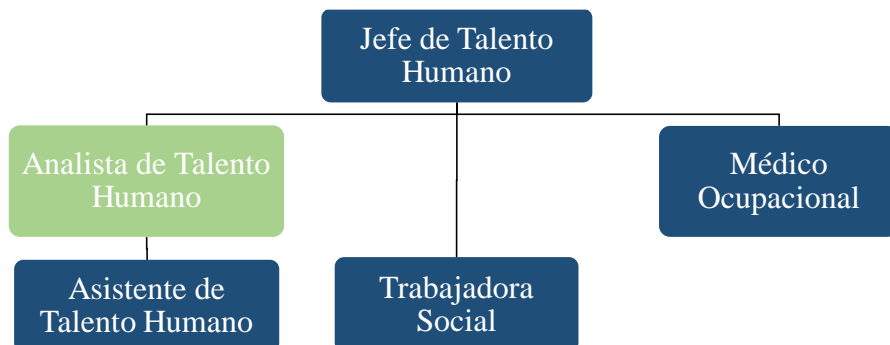 Jefe de Talento
Humano
Analista de Talento
Humano
Médico
Ocupacional
Asistente de
Talento Humano
Trabajadora
Social